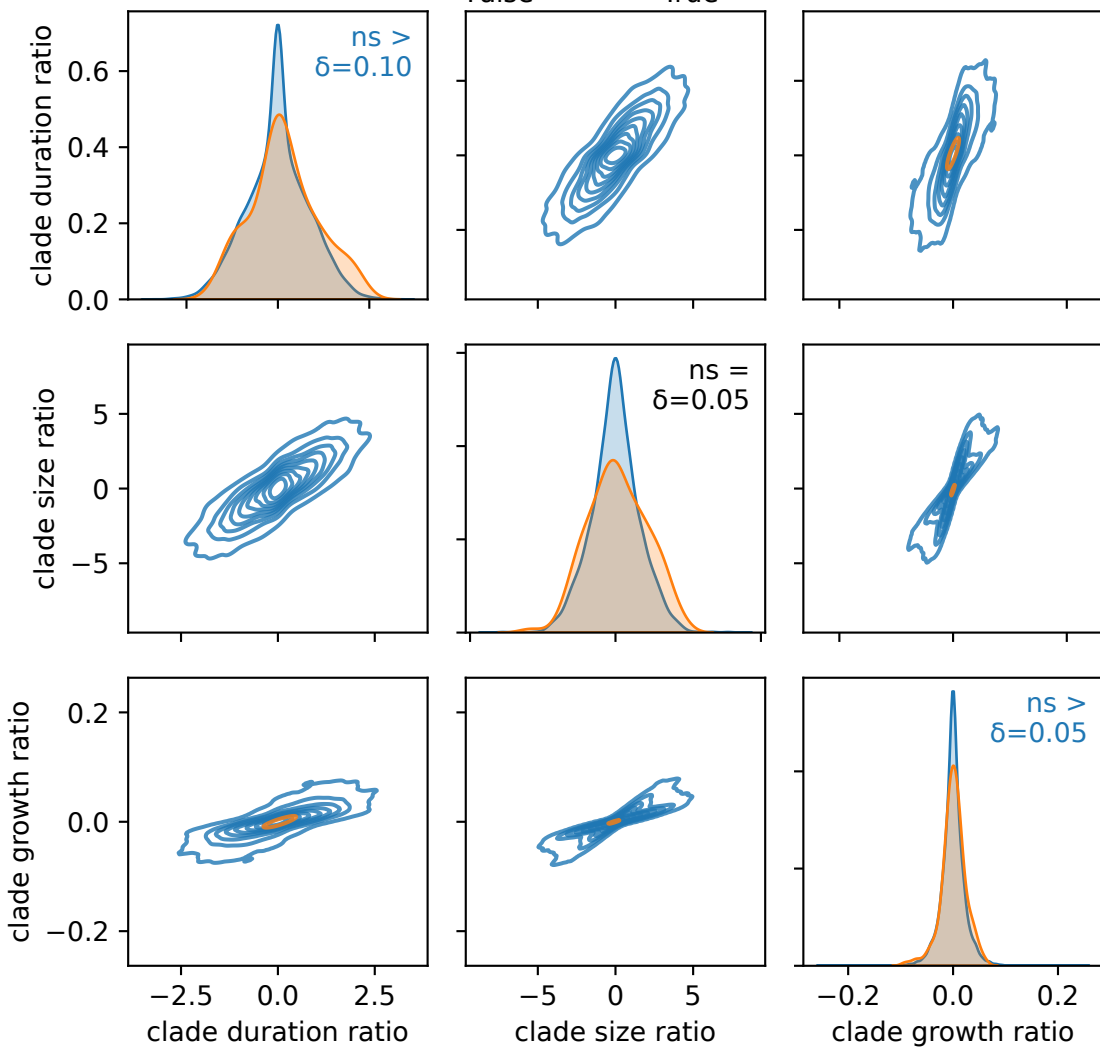 clade duration ratio
0.6
0.4
0.2
0.0
ns >
δ=0.10
clade size ratio
5
0
−5
ns =
δ=0.05
clade growth ratio
0.2
0.0
−0.2
ns >
δ=0.05
−2.5 0.0 2.5
clade duration ratio
−5 0 5
clade size ratio
−0.2 0.0 0.2
clade growth ratio